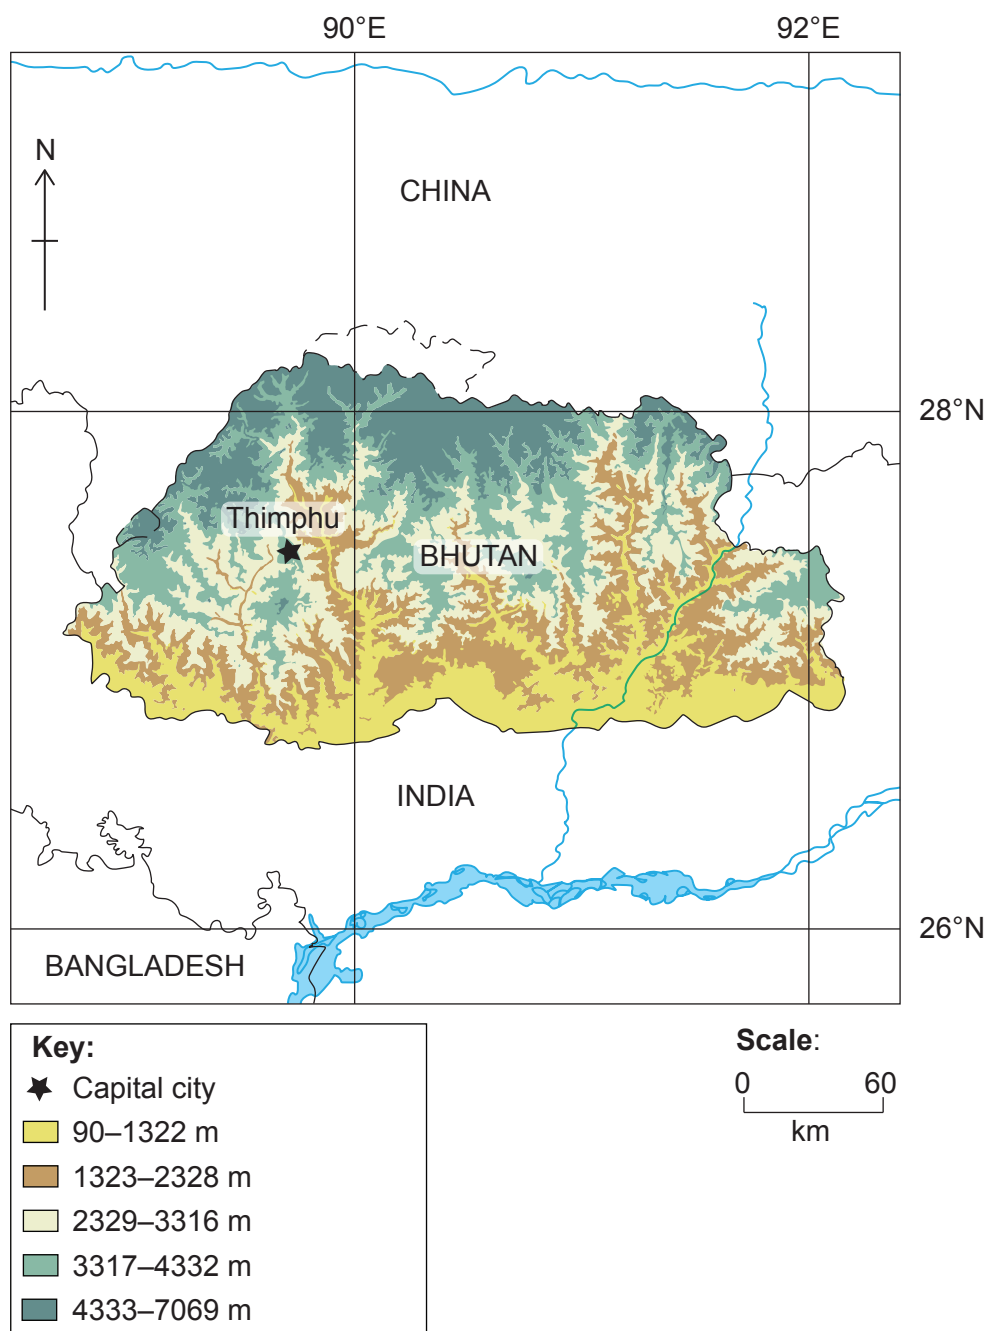 90°E
92°E
N
CHINA
28°N
Thimphu
BHUTAN
INDIA
26°N
BANGLADESH
Key:
Capital city
90–1322 m
1323–2328 m
2329–3316 m
3317–4332 m
4333–7069 m
Scale:
0 60
km